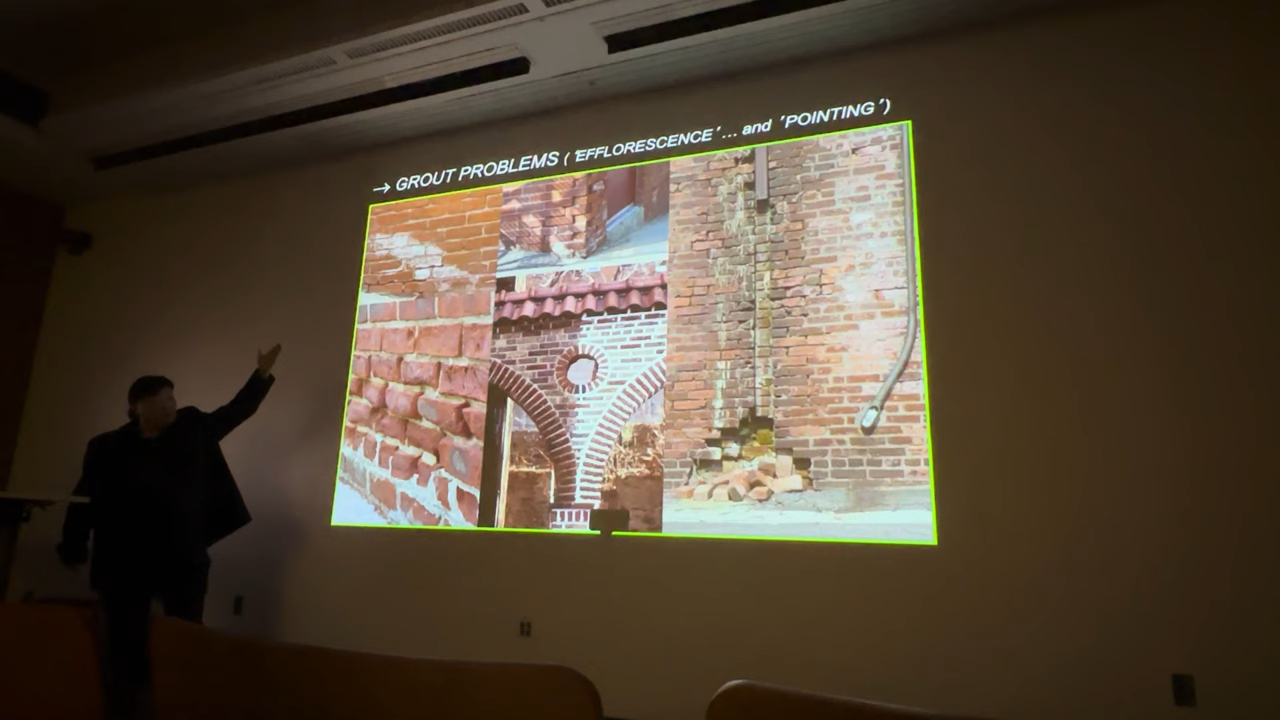 → GROUT PROBLEMS ( 'EFFLORESCENCE'... and 'POINTING')